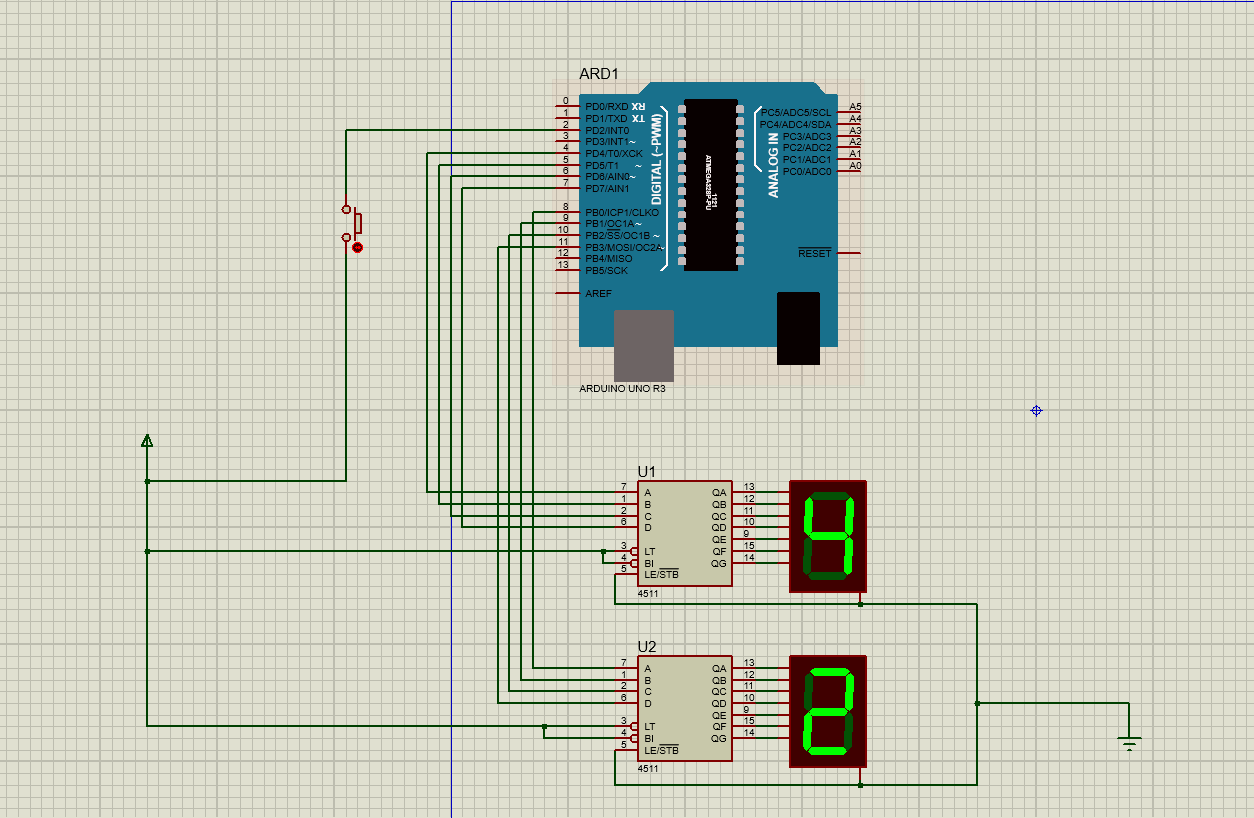 ARD1
0 PD0/RXD RX
1 PD1/TXD TX
2 PD2/INT0
3 PD3/INT1~
4 PD4/T0/XCK
5 PD5/T1 ~
6 PD6/AIN0~
7 PD7/AIN1
8 PB0/ICP1/CLKO
9 PB1/OC1A~
10 PB2/SS/OC1B ~
11 PB3/MOSI/OC2A~
12 PB4/MISO
13 PB5/SCK
AREF
DIGITAL (~PWM)
ATMEGA328P-PU
1121
ANALOG IN
PC5/ADC5/SCL A5
PC4/ADC4/SDA A4
PC3/ADC3 A3
PC2/ADC2 A2
PC1/ADC1 A1
PC0/ADC0 A0
RESET
ARDUINO UNO R3
U1
7 A QA 13
1 B QB 12
2 C QC 11
6 D QD 10
QE 9
3 LT QF 15
4 BI QG 14
5 LE/STB
4511
4
U2
7 A QA 13
1 B QB 12
2 C QC 11
6 D QD 10
QE 9
3 LT QF 15
4 BI QG 14
5 LE/STB
4511
2